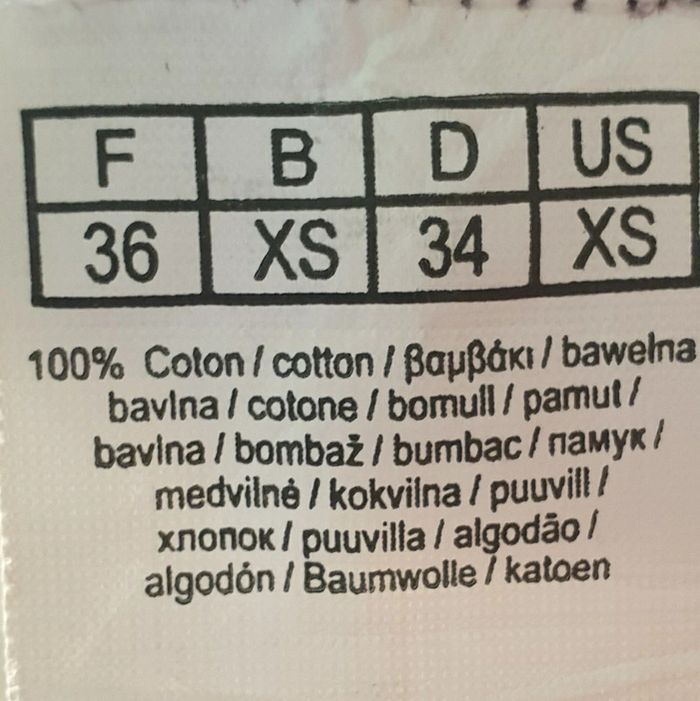 F B D US
36 XS 34 XS
100% Coton / cotton / βαμβάκι / bawełna
bavlna / cotone / bomull / pamut /
bavlna / bombaž / bumbac / памук /
medvilnė / kokvilna / puuvill /
хлопок / puuvilla / algodão /
algodón / Baumwolle / katoen